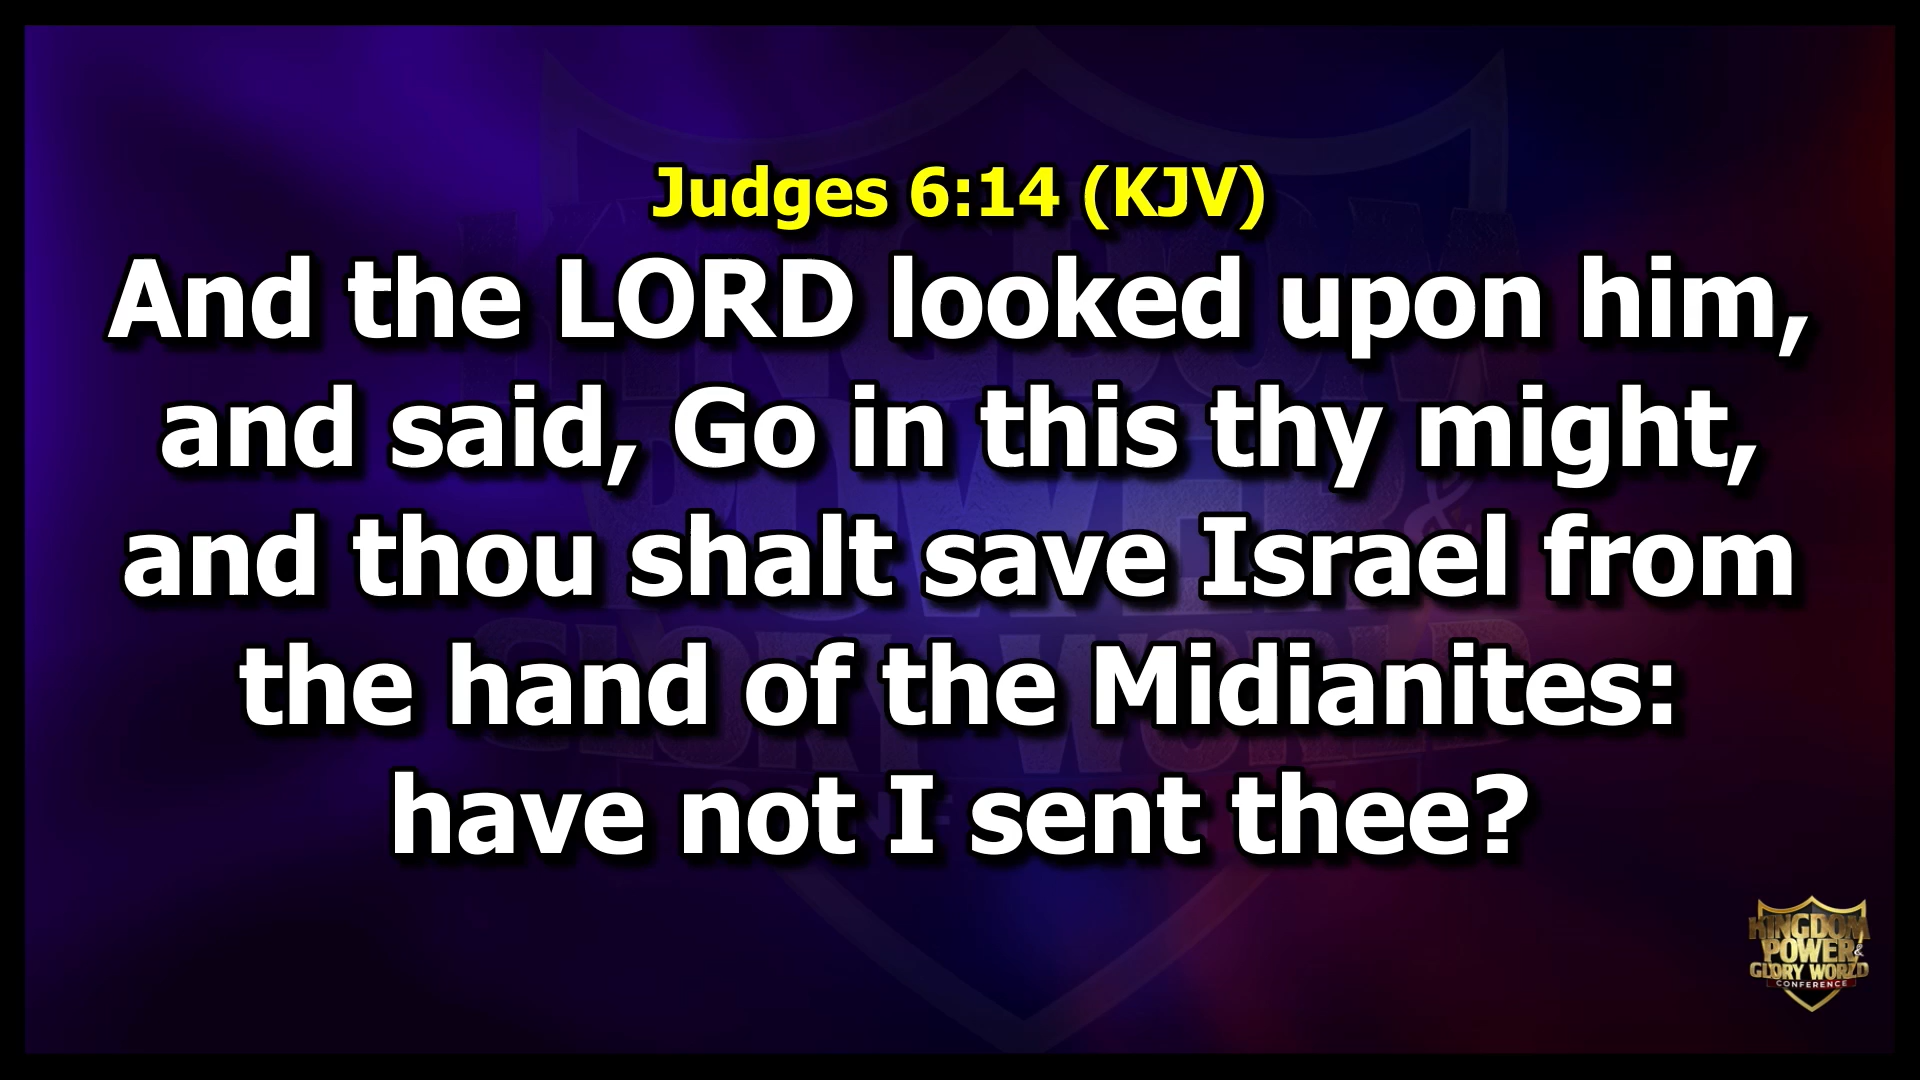 Judges 6:14 (KJV)
And the LORD looked upon him,
and said, Go in this thy might,
and thou shalt save Israel from
the hand of the Midianites:
have not I sent thee?
KINGDOM
POWER &
GLORY WORLD
CONFERENCE